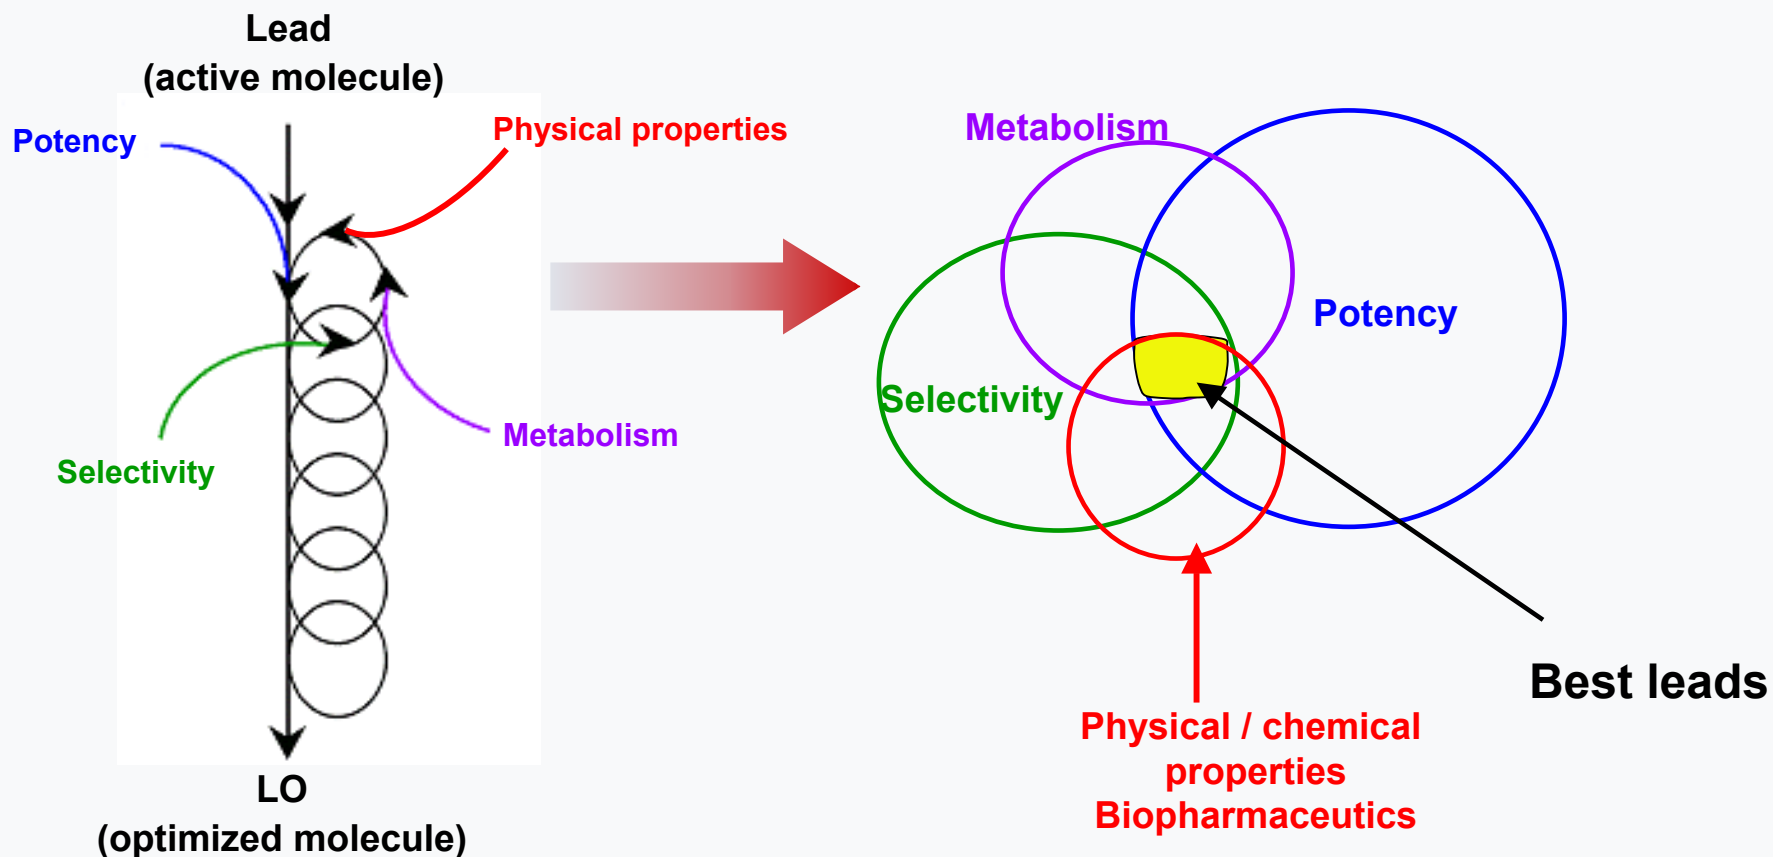 Lead
(active molecule)
Potency
Physical properties
Selectivity
Metabolism
LO
(optimized molecule)
Metabolism
Potency
Selectivity
Best leads
Physical / chemical
properties
Biopharmaceutics